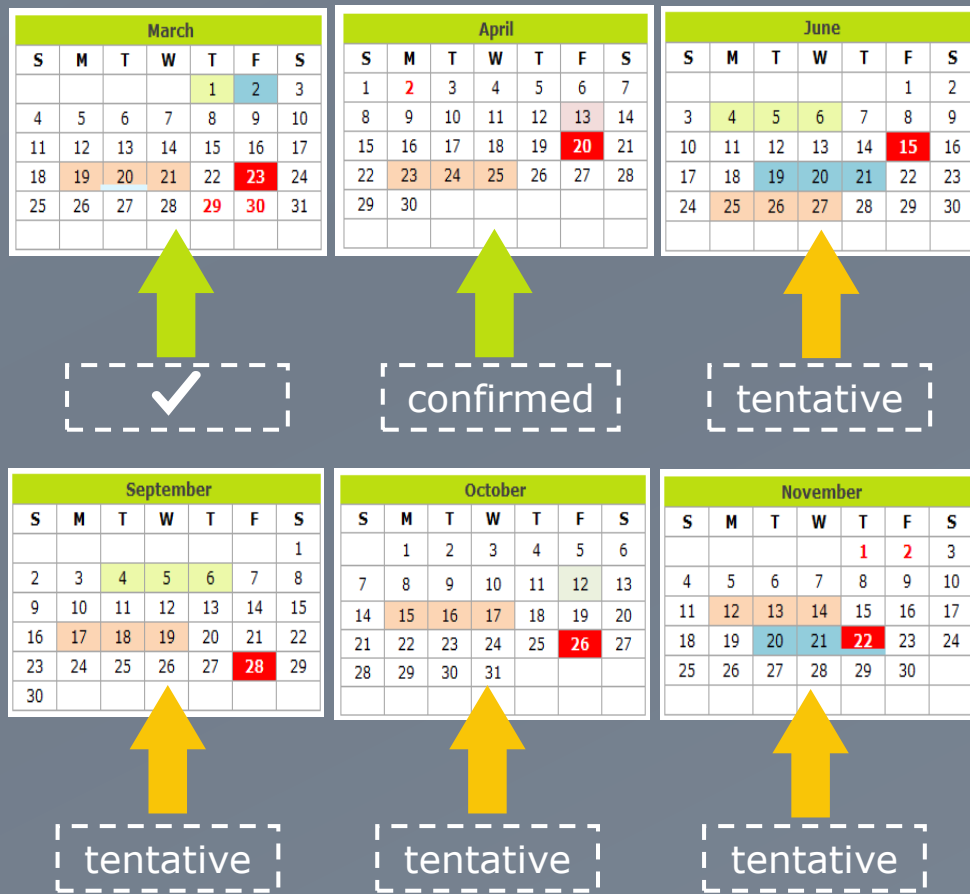 March
S M T W T F S
1 2 3
4 5 6 7 8 9 10
11 12 13 14 15 16 17
18 19 20 21 22 23 24
25 26 27 28 29 30 31
April
S M T W T F S
1 2 3 4 5 6 7
8 9 10 11 12 13 14
15 16 17 18 19 20 21
22 23 24 25 26 27 28
29 30
June
S M T W T F S
1 2
3 4 5 6 7 8 9
10 11 12 13 14 15 16
17 18 19 20 21 22 23
24 25 26 27 28 29 30
confirmed
tentative
September
S M T W T F S
1
2 3 4 5 6 7 8
9 10 11 12 13 14 15
16 17 18 19 20 21 22
23 24 25 26 27 28 29
30
October
S M T W T F S
1 2 3 4 5 6
7 8 9 10 11 12 13
14 15 16 17 18 19 20
21 22 23 24 25 26 27
28 29 30 31
November
S M T W T F S
1 2 3
4 5 6 7 8 9 10
11 12 13 14 15 16 17
18 19 20 21 22 23 24
25 26 27 28 29 30
tentative
tentative
tentative